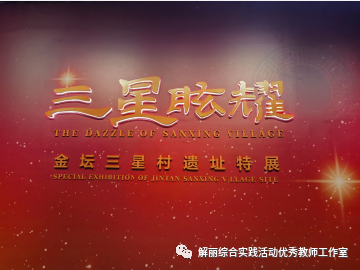 三星眩耀
THE DAZZLE OF SANXING VILLAGE
金坛三星村遗址特展
SPECIAL EXHIBITION OF JINTAN SANXING VILLAGE SITE
解丽综合实践活动优秀教师工作室